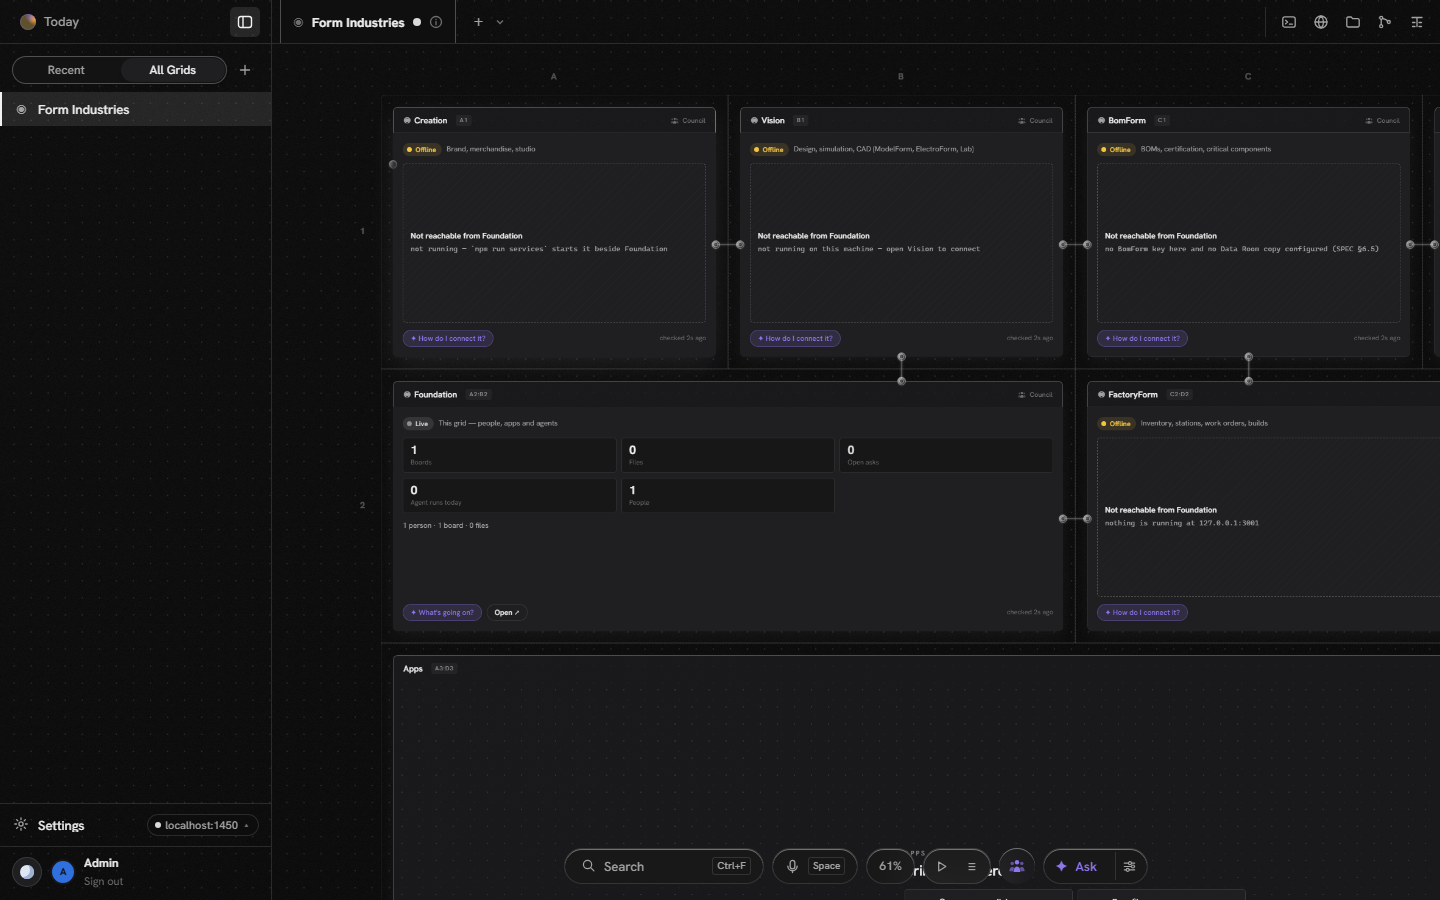 Today
Form Industries
Recent
All Grids
Form Industries
A
B
C
1
2
Creation A1 Council
Offline Brand, merchandise, studio
Not reachable from Foundation
not running — `npm run services` starts it beside Foundation
✦ How do I connect it? checked 2s ago
Vision B1 Council
Offline Design, simulation, CAD (ModelForm, ElectroForm, Lab)
Not reachable from Foundation
not running on this machine — open Vision to connect
✦ How do I connect it? checked 2s ago
BomForm C1 Council
Offline BOMs, certification, critical components
Not reachable from Foundation
no BomForm key here and no Data Room copy configured (SPEC §6.5)
✦ How do I connect it? checked 2s ago
Foundation A2:B2 Council
Live This grid — people, apps and agents
1
Boards
0
Files
0
Open asks
0
Agent runs today
1
People
1 person · 1 board · 0 files
✦ What's going on? Open ↗ checked 2s ago
FactoryForm C2:D2
Offline Inventory, stations, work orders, builds
Not reachable from Foundation
nothing is running at 127.0.0.1:3001
✦ How do I connect it?
Apps A3:D3
Search Ctrl+F
Space
61%
Ask
Settings localhost:1450
A
Admin
Sign out